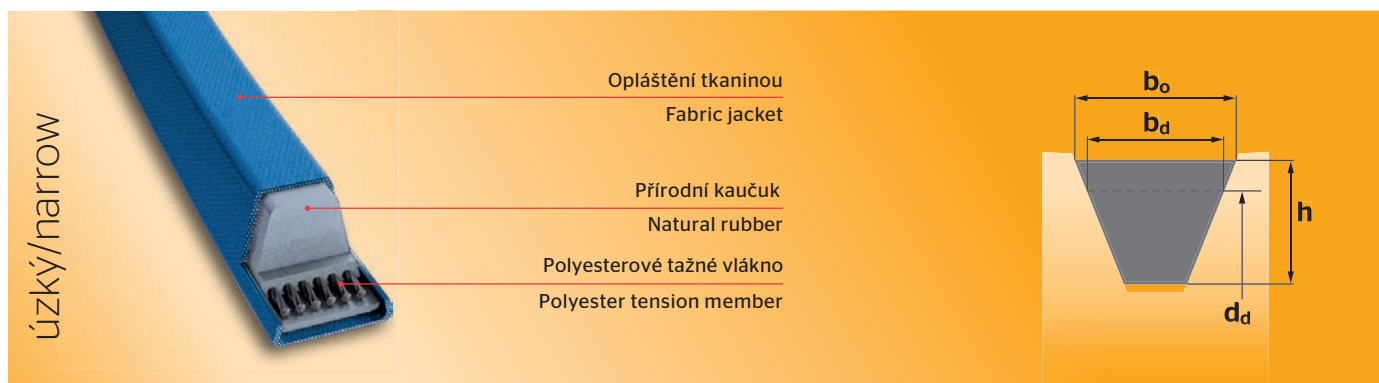 úzký/narrow
Opláštění tkaninou
Fabric jacket
Přírodní kaučuk
Natural rubber
Polyesterové tažné vlákno
Polyester tension member
bo
bd
h
dd